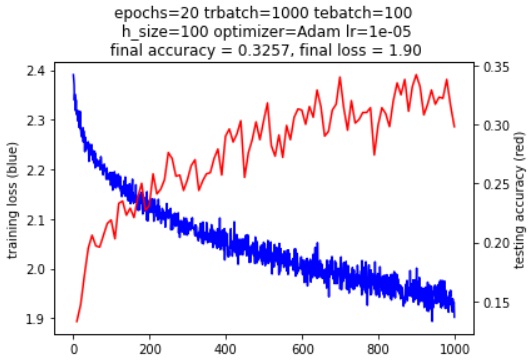 epochs=20 trbatch=1000 tebatch=100
h_size=100 optimizer=Adam lr=1e-05
final accuracy = 0.3257, final loss = 1.90
2.4
2.3
2.2
2.1
2.0
1.9
training loss (blue)
0.35
0.30
0.25
0.20
0.15
testing accuracy (red)
0 200 400 600 800 1000